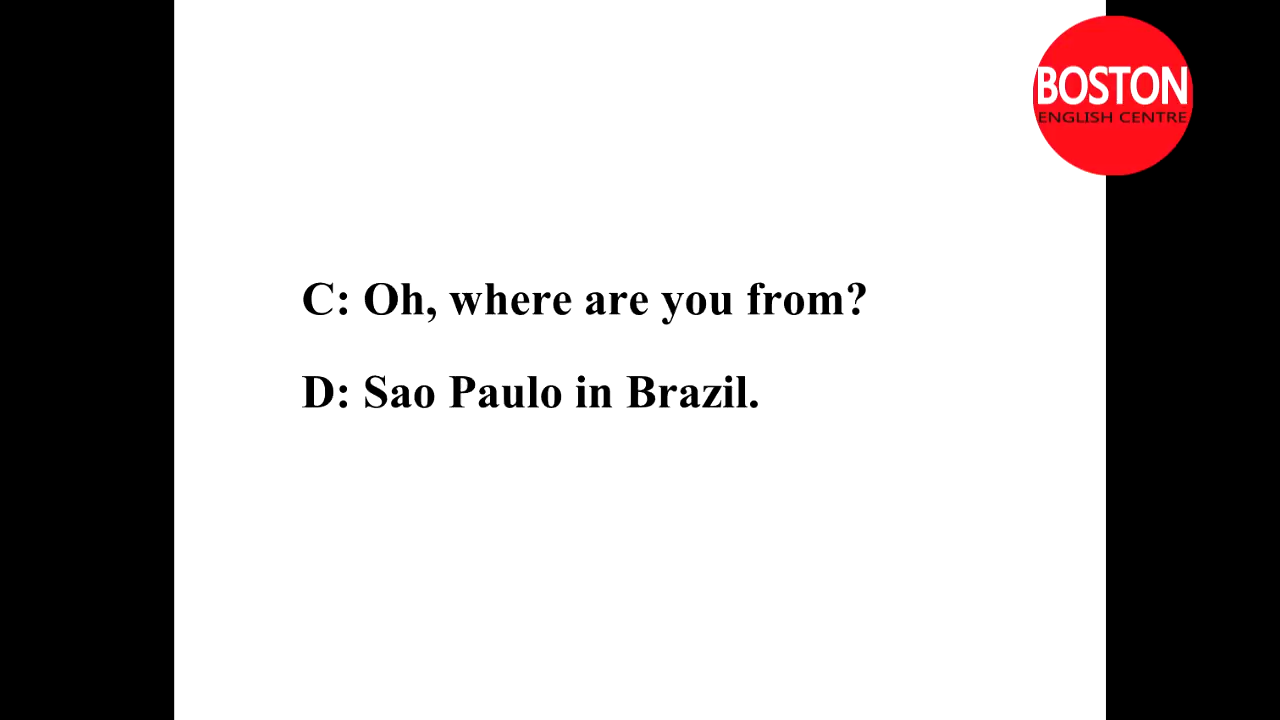 BOSTON
ENGLISH CENTRE
C: Oh, where are you from?
D: Sao Paulo in Brazil.